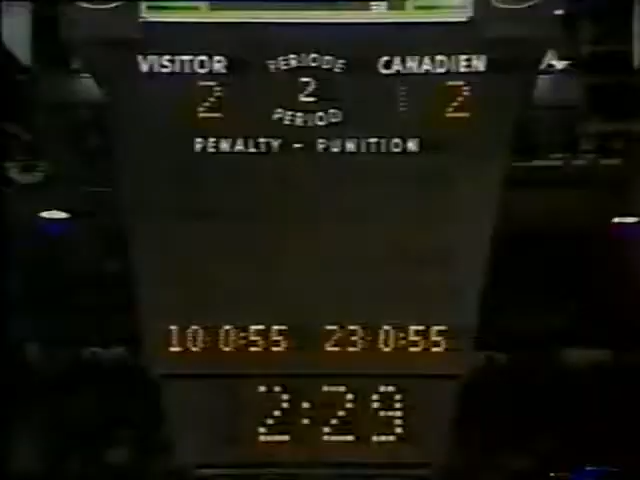 VISITOR PERIODE CANADIEN
2 2 2
PERIOD
PENALTY - PUNITION
10 0:55 23 0:55
2:29